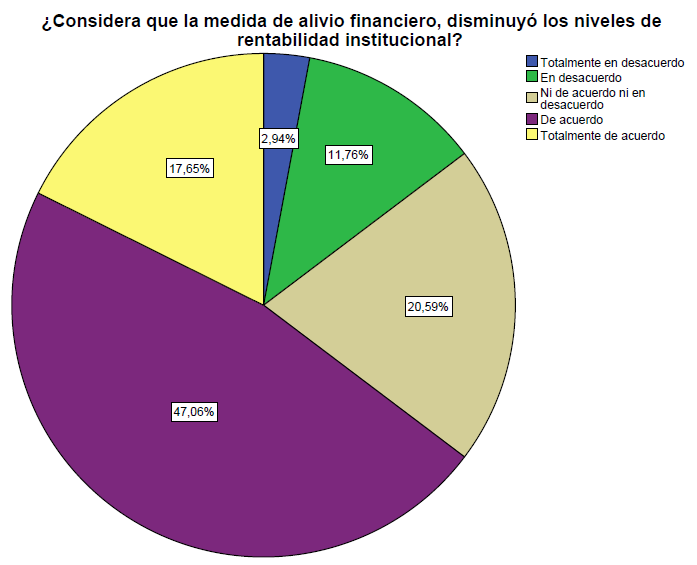 ¿Considera que la medida de alivio financiero, disminuyó los niveles de
rentabilidad institucional?
Totalmente en desacuerdo
En desacuerdo
Ni de acuerdo ni en
desacuerdo
De acuerdo
Totalmente de acuerdo
2,94%
11,76%
17,65%
20,59%
47,06%